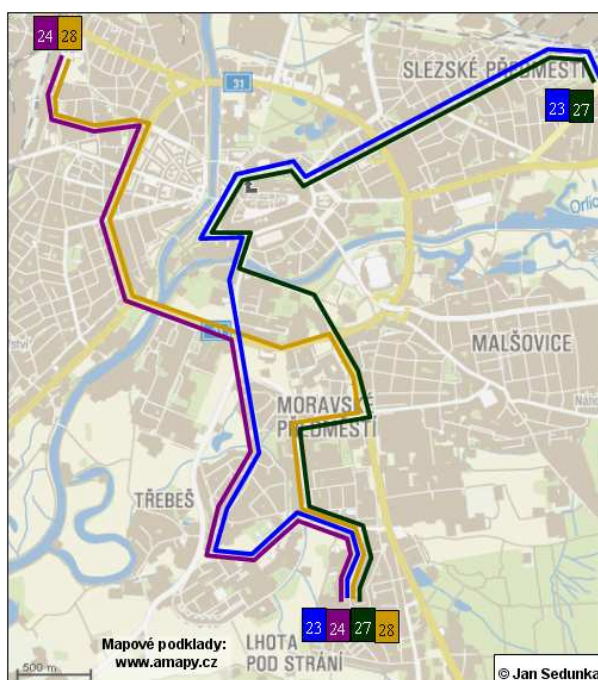 24 28
31
SLEZSKÉ PŘEDMĚSTÍ
23 27
Orlic
MALŠOVICE
MORAVSKÉ
PŘEDMĚSTÍ
TŘEBEŠ
23 24 27 28
Mapové podklady:
www.amapy.cz
LHOTA
POD STRÁNÍ
500 m
© Jan Sedunka